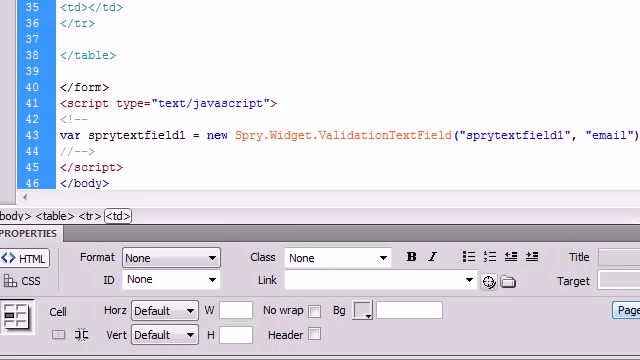 35 <td></td>
36 </tr>
37
38 </table>
39
40 </form>
41 <script type="text/javascript">
42 <!--
43 var sprytextfield1 = new Spry.Widget.ValidationTextField("sprytextfield1", "email")
44 //-->
45 </script>
46 </body>
body> <table> <tr> <td>
PROPERTIES
<> HTML Format None Class None B I Title
CSS ID None Link Target
Cell Horz Default W No wrap Bg Page
Vert Default H Header